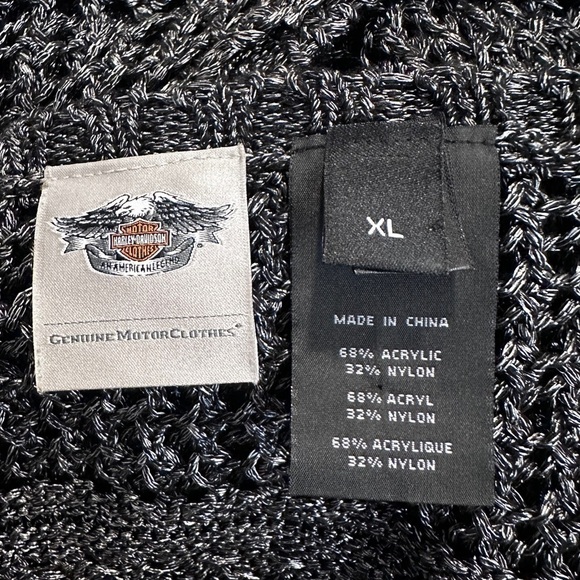 MOTOR
HARLEY-DAVIDSON
CLOTHES
AN AMERICAN LEGEND
GENUINE MOTORCLOTHES®
XL
MADE IN CHINA
68% ACRYLIC
32% NYLON
68% ACRYL
32% NYLON
68% ACRYLIQUE
32% NYLON